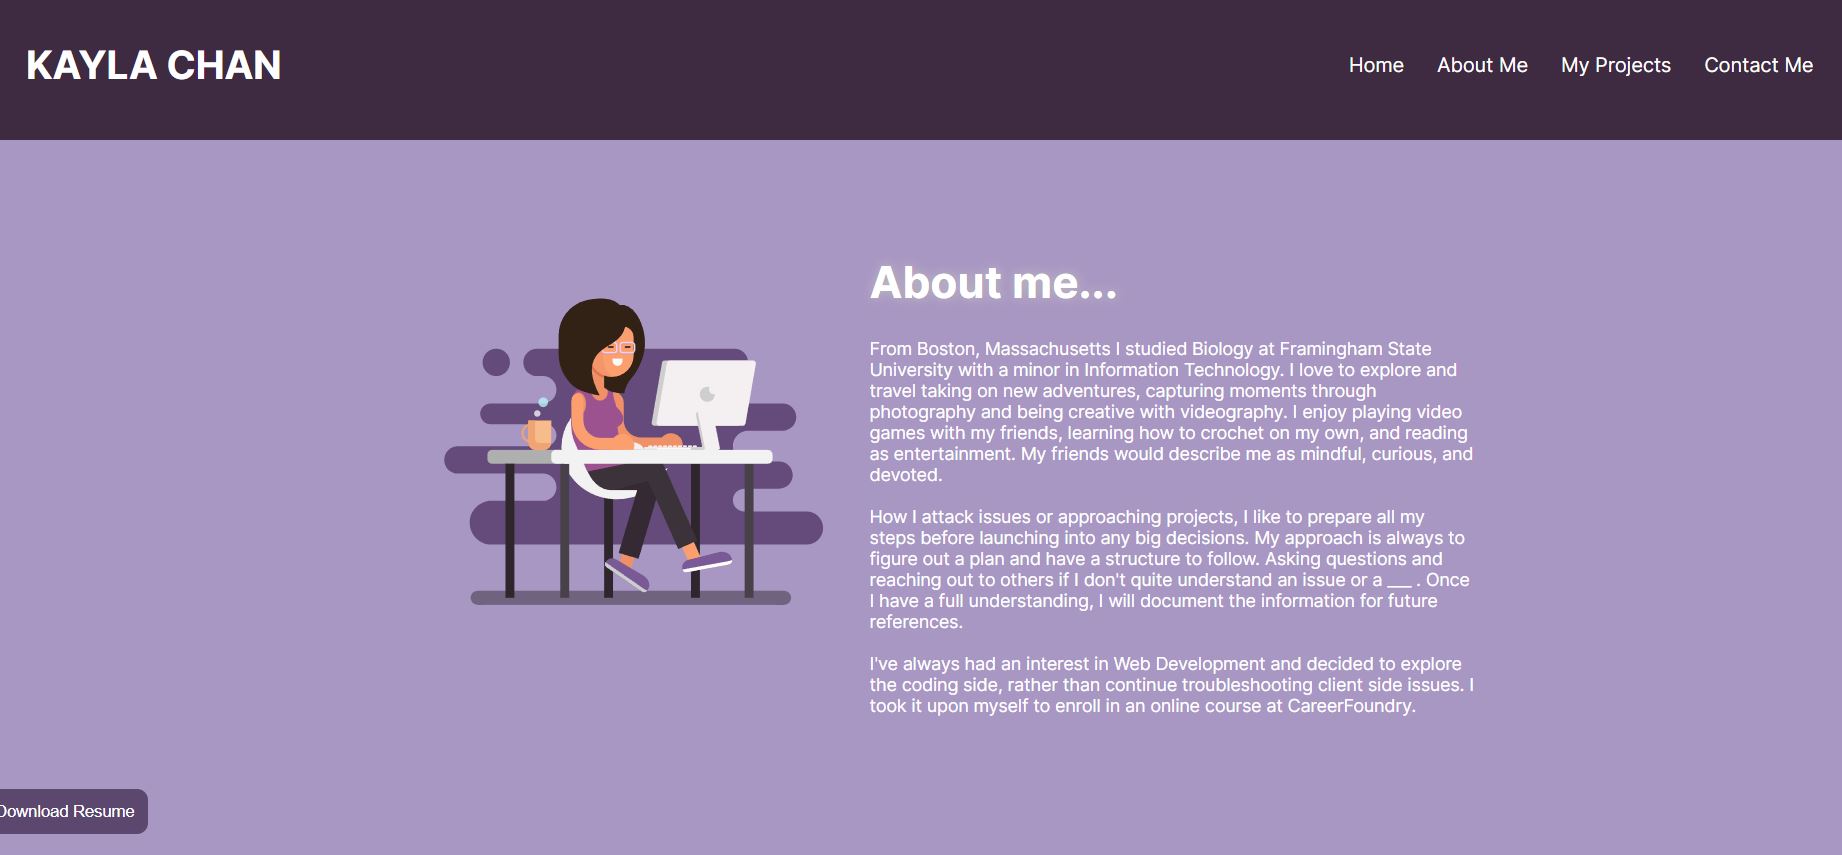 KAYLA CHAN
Home About Me My Projects Contact Me
About me...
From Boston, Massachusetts I studied Biology at Framingham State
University with a minor in Information Technology. I love to explore and
travel taking on new adventures, capturing moments through
photography and being creative with videography. I enjoy playing video
games with my friends, learning how to crochet on my own, and reading
as entertainment. My friends would describe me as mindful, curious, and
devoted.
How I attack issues or approaching projects, I like to prepare all my
steps before launching into any big decisions. My approach is always to
figure out a plan and have a structure to follow. Asking questions and
reaching out to others if I don't quite understand an issue or a ___ . Once
I have a full understanding, I will document the information for future
references.
I've always had an interest in Web Development and decided to explore
the coding side, rather than continue troubleshooting client side issues. I
took it upon myself to enroll in an online course at CareerFoundry.
Download Resume